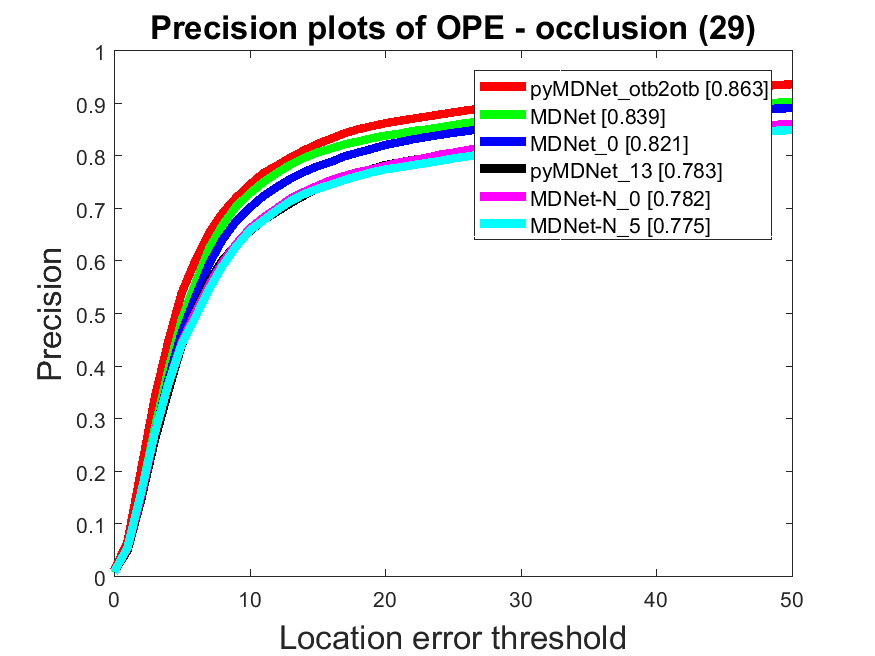 Precision plots of OPE - occlusion (29)
1
0.9
0.8
0.7
0.6
0.5
0.4
0.3
0.2
0.1
0
Precision
pyMDNet_otb2otb [0.863]
MDNet [0.839]
MDNet_0 [0.821]
pyMDNet_13 [0.783]
MDNet-N_0 [0.782]
MDNet-N_5 [0.775]
0 10 20 30 40 50
Location error threshold